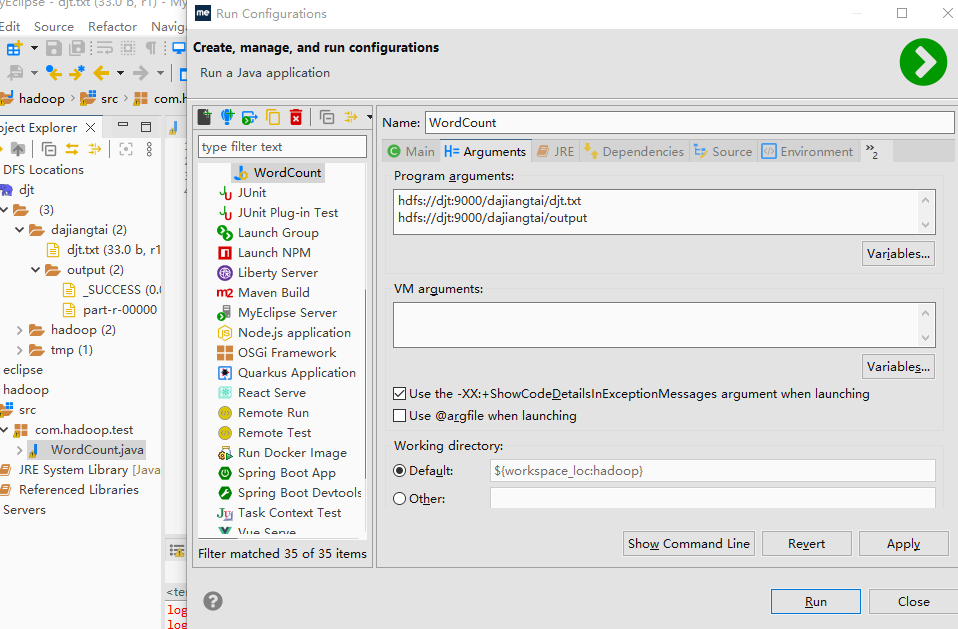 MyEclipse - djt.txt (33.0 b, r1) - My
Run Configurations
Edit Source Refactor Navig
Create, manage, and run configurations
Run a Java application
hadoop
src
com.h
Project Explorer
DFS Locations
djt
(3)
dajiangtai (2)
djt.txt (33.0 b, r1
output (2)
_SUCCESS (0.
part-r-00000
hadoop (2)
tmp (1)
eclipse
hadoop
src
com.hadoop.test
WordCount.java
JRE System Library [Java
Referenced Libraries
Servers
<te
log
log
type filter text
WordCount
JUnit
JUnit Plug-in Test
Launch Group
Launch NPM
Liberty Server
Maven Build
MyEclipse Server
Node.js application
OSGi Framework
Quarkus Application
React Serve
Remote Run
Remote Test
Run Docker Image
Spring Boot App
Spring Boot Devtools
Task Context Test
Vue Serve
Filter matched 35 of 35 items
Name: WordCount
Main Arguments JRE Dependencies Source Environment »2
Program arguments:
hdfs://djt:9000/dajiangtai/djt.txt
hdfs://djt:9000/dajiangtai/output
Variables...
VM arguments:
Variables...
Use the -XX:+ShowCodeDetailsInExceptionMessages argument when launching
Use @argfile when launching
Working directory:
Default: ${workspace_loc:hadoop}
Other:
Show Command Line Revert Apply
Run Close